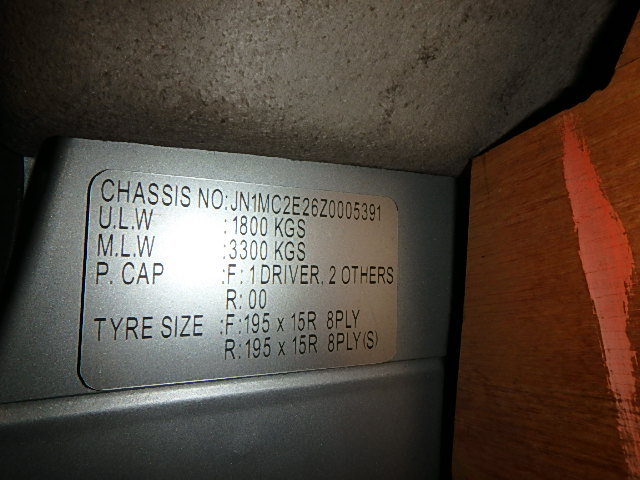 CHASSIS NO:JN1MC2E26Z0005391
U.L.W :1800 KGS
M.L.W :3300 KGS
P. CAP :F:1 DRIVER, 2 OTHERS
R:00
TYRE SIZE :F:195 x 15R 8PLY
R:195 x 15R 8PLY(S)